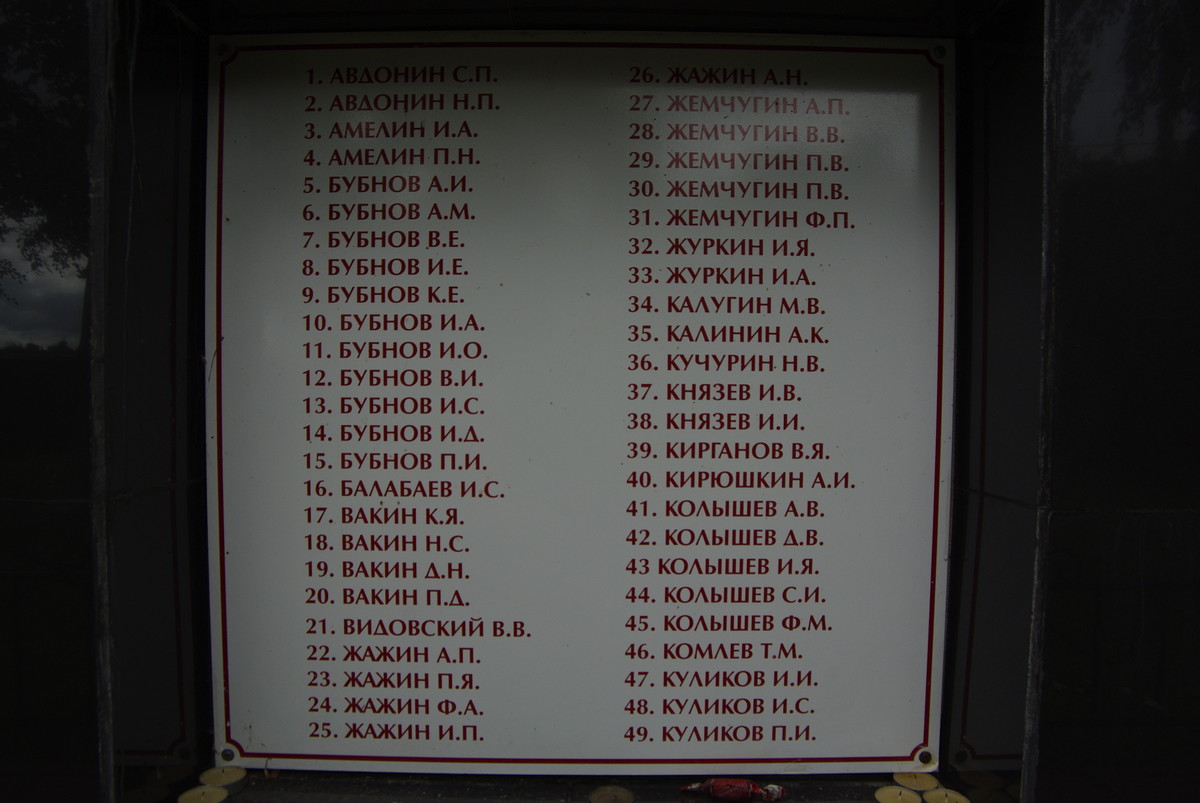 1. АВДОНИН С.П.
2. АВДОНИН Н.П.
3. АМЕЛИН И.А.
4. АМЕЛИН П.Н.
5. БУБНОВ А.И.
6. БУБНОВ А.М.
7. БУБНОВ В.Е.
8. БУБНОВ И.Е.
9. БУБНОВ К.Е.
10. БУБНОВ И.А.
11. БУБНОВ И.О.
12. БУБНОВ В.И.
13. БУБНОВ И.С.
14. БУБНОВ И.Д.
15. БУБНОВ П.И.
16. БАЛАБАЕВ И.С.
17. ВАКИН К.Я.
18. ВАКИН Н.С.
19. ВАКИН Д.Н.
20. ВАКИН П.Д.
21. ВИДОВСКИЙ В.В.
22. ЖАЖИН А.П.
23. ЖАЖИН П.Я.
24. ЖАЖИН Ф.А.
25. ЖАЖИН И.П.
26. ЖАЖИН А.Н.
27. ЖЕМЧУГИН А.П.
28. ЖЕМЧУГИН В.В.
29. ЖЕМЧУГИН П.В.
30. ЖЕМЧУГИН П.В.
31. ЖЕМЧУГИН Ф.П.
32. ЖУРКИН И.Я.
33. ЖУРКИН И.А.
34. КАЛУГИН М.В.
35. КАЛИНИН А.К.
36. КУЧУРИН Н.В.
37. КНЯЗЕВ И.В.
38. КНЯЗЕВ И.И.
39. КИРГАНОВ В.Я.
40. КИРЮШКИН А.И.
41. КОЛЫШЕВ А.В.
42. КОЛЫШЕВ Д.В.
43 КОЛЫШЕВ И.Я.
44. КОЛЫШЕВ С.И.
45. КОЛЫШЕВ Ф.М.
46. КОМЛЕВ Т.М.
47. КУЛИКОВ И.И.
48. КУЛИКОВ И.С.
49. КУЛИКОВ П.И.